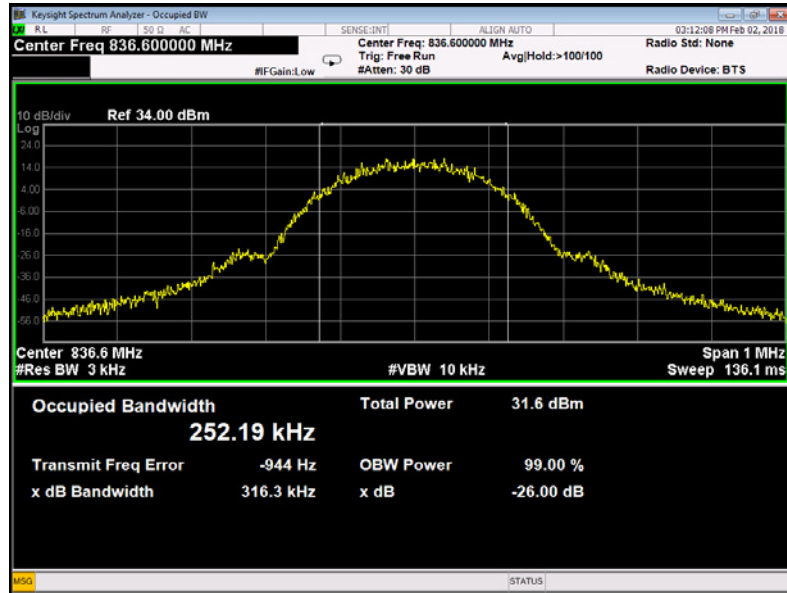 Keysight Spectrum Analyzer - Occupied BW
RL RF 50 Ω AC SENSE:INT ALIGN AUTO 03:12:08 PM Feb 02, 2018
Center Freq 836.600000 MHz Center Freq: 836.600000 MHz Radio Std: None
Trig: Free Run Avg|Hold:>100/100
#IFGain:Low #Atten: 30 dB Radio Device: BTS
10 dB/div Ref 34.00 dBm
Log
24.0
14.0
4.00
-6.00
-16.0
-26.0
-36.0
-46.0
-56.0
Center 836.6 MHz Span 1 MHz
#Res BW 3 kHz #VBW 10 kHz Sweep 136.1 ms
Occupied Bandwidth Total Power 31.6 dBm
252.19 kHz
Transmit Freq Error -944 Hz OBW Power 99.00 %
x dB Bandwidth 316.3 kHz x dB -26.00 dB
MSG STATUS